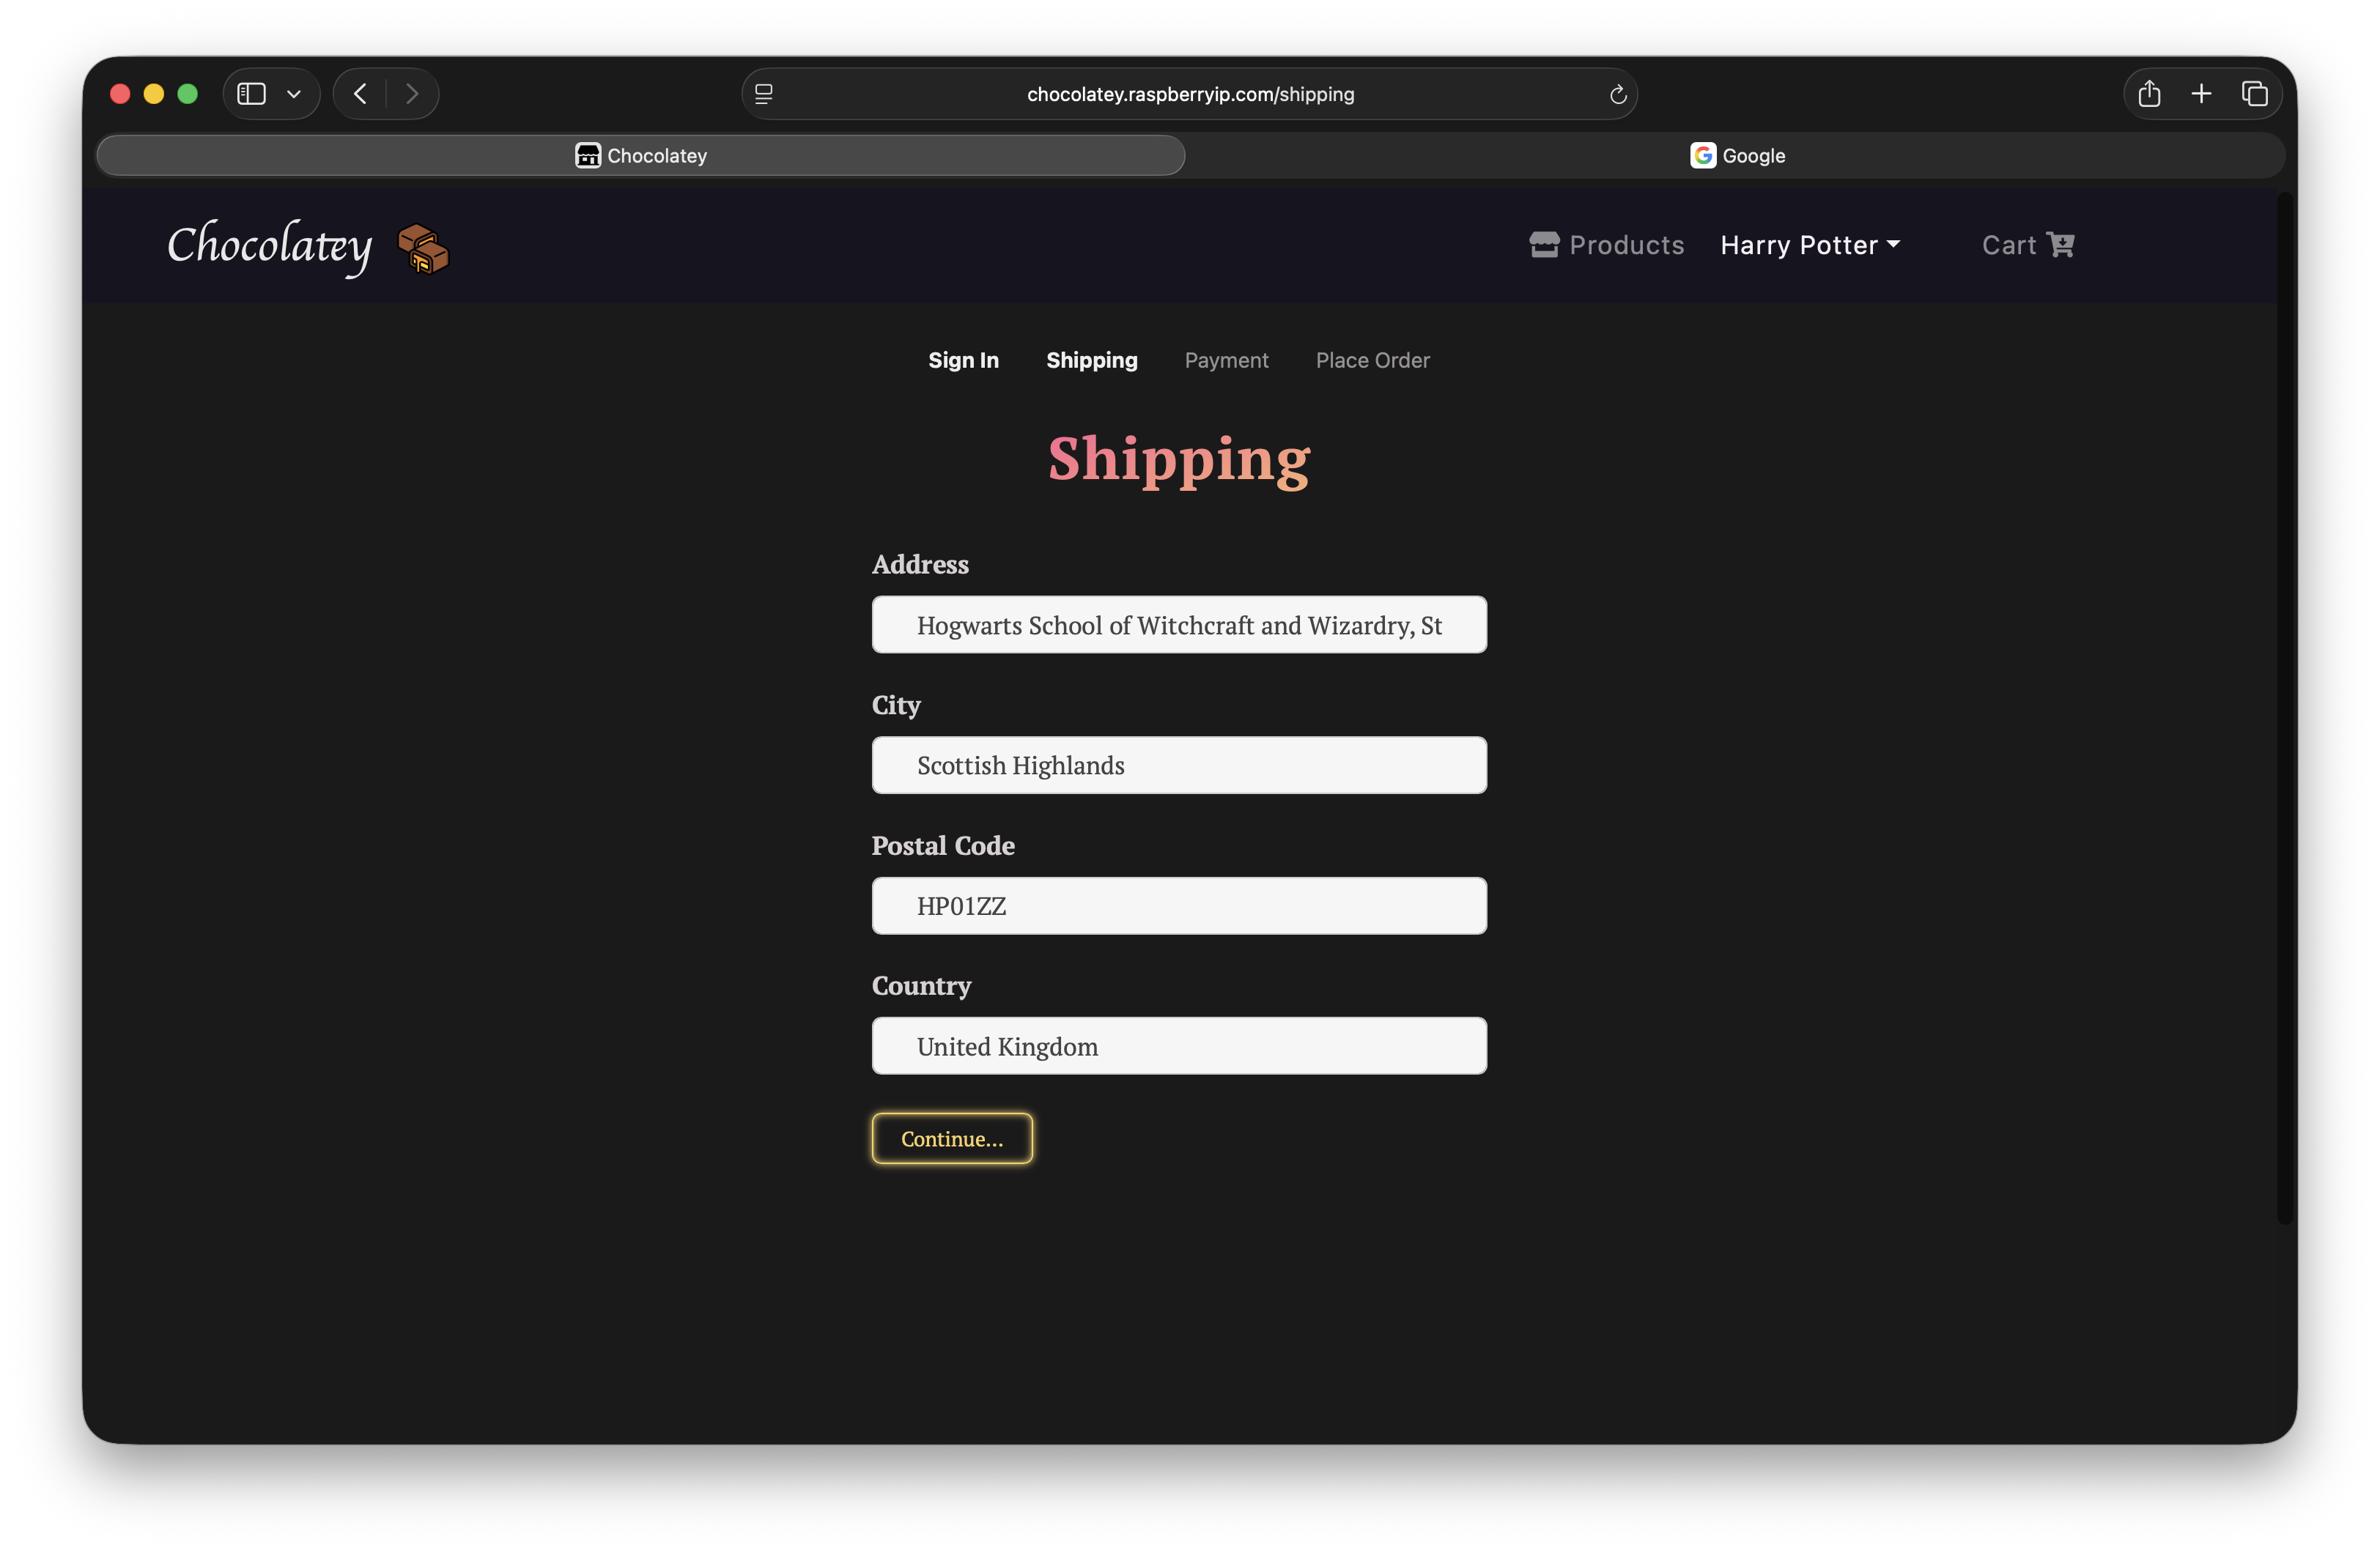 chocolatey.raspberryip.com/shipping
Chocolatey
Google
Chocolatey
Products
Harry Potter
Cart
Sign In
Shipping
Payment
Place Order
Shipping
Address
Hogwarts School of Witchcraft and Wizardry, St
City
Scottish Highlands
Postal Code
HP01ZZ
Country
United Kingdom
Continue...